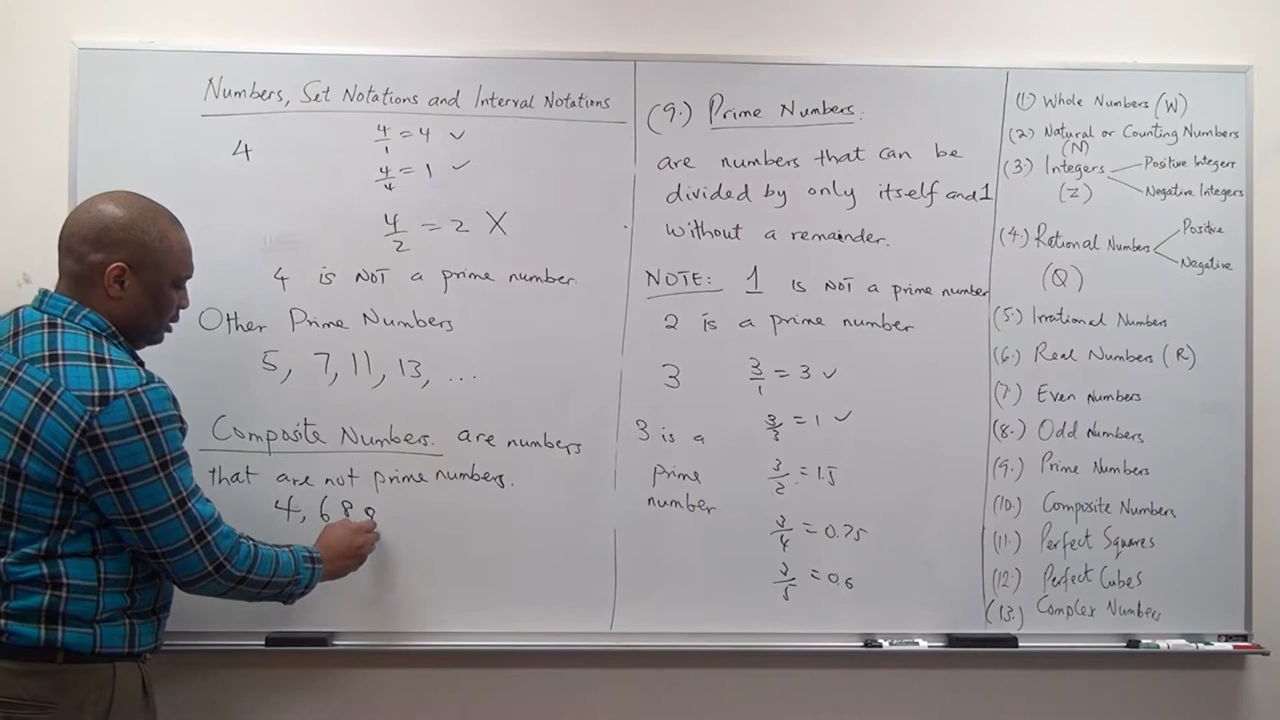 Numbers, Set Notations and Interval Notations
4
4/1 = 4 ✓
4/4 = 1 ✓
4/2 = 2 X
4 is NOT a prime number.
Other Prime Numbers
5, 7, 11, 13, ...
Composite Numbers. are numbers
that are not prime numbers.
4, 6 8
(9.) Prime Numbers.
are numbers that can be
divided by only itself and 1
without a remainder.
NOTE: 1 is NOT a prime number
2 is a prime number
3
3/1 = 3 ✓
3/3 = 1 ✓
3 is a
prime
number
3/2 = 1.5
3/4 = 0.75
3/5 = 0.6
(1.) Whole Numbers (W)
(2.) Natural or Counting Numbers
(N)
(3.) Integers
Positive Integers
Negative Integers
(Z)
(4.) Rational Numbers
Positive
Negative
(Q)
(5.) Irrational Numbers
(6.) Real Numbers (R)
(7.) Even Numbers
(8.) Odd Numbers
(9.) Prime Numbers
(10.) Composite Numbers
(11.) Perfect Squares
(12.) Perfect Cubes
(13.) Complex Numbers